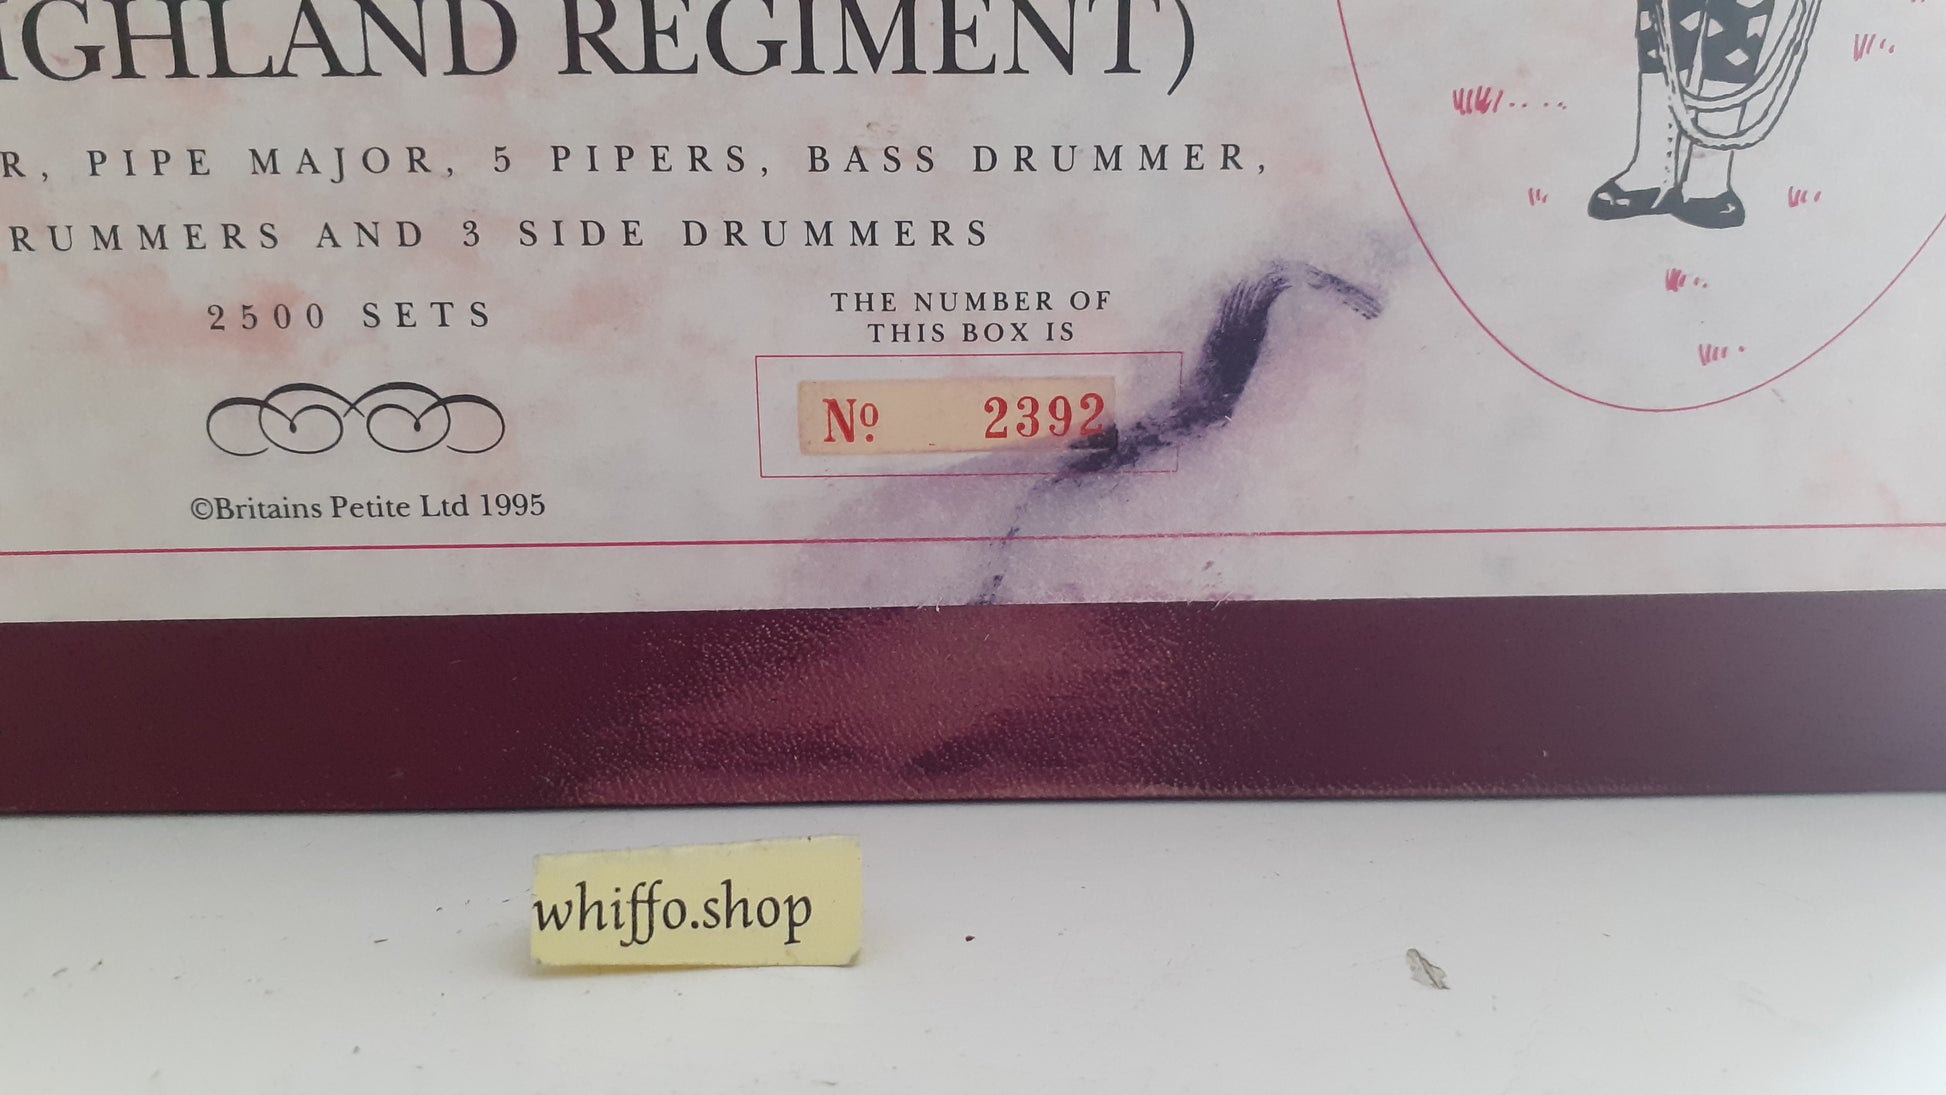 IGHLAND REGIMENT)
R, PIPE MAJOR, 5 PIPERS, BASS DRUMMER,
RUMMERS AND 3 SIDE DRUMMERS
2500 SETS
THE NUMBER OF
THIS BOX IS
Nº 2392
©Britains Petite Ltd 1995
whiffo.shop